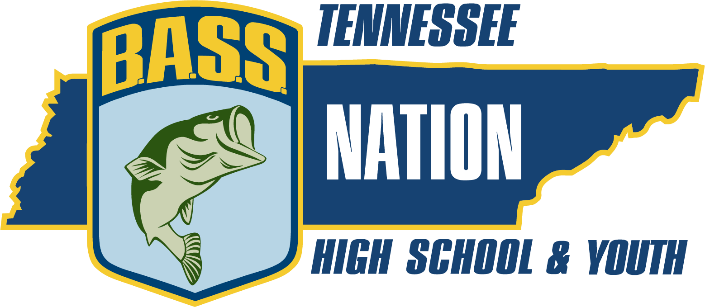 B.A.S.S.
TENNESSEE
NATION
HIGH SCHOOL & YOUTH